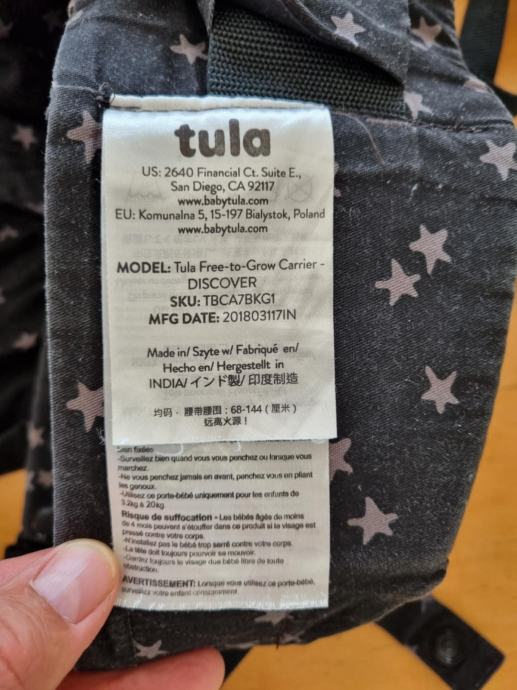 tula
US: 2640 Financial Ct. Suite E.,
San Diego, CA 92117
www.babytula.com
EU: Komunalna 5, 15-197 Bialystok, Poland
www.babytula.com
MODEL: Tula Free-to-Grow Carrier -
DISCOVER
SKU: TBCA7BKG1
MFG DATE: 201803117IN
Made in/ Szyte w/ Fabriqué en/
Hecho en/ Hergestellt in
INDIA/ インド製/ 印度制造
均码 · 腰带腰围：68-144 (厘米)
远离火源！
bien fixées
-Surveillez bien quand vous vous penchez ou lorsque vous
marchez.
-Ne vous penchez jamais en avant, penchez vous en pliant
les genoux.
-Utilisez ce porte-bébé uniquement pour les enfants de
3.2kg à 20kg.
Risque de suffocation - Les bébés âgés de moins
de 4 mois peuvent s'étouffer dans ce produit si la visage est
pressé contre votre corps.
-N'installez pas le bébé trop serré contre votre corps.
-La tête doit toujours pouvoir se mouvoir.
-Gardez toujours le visage due bébé libre de toute
obstruction.
AVERTISSEMENT: Lorsque vous utilisez ce porte-bébé,
surveillez votre enfant constamment.